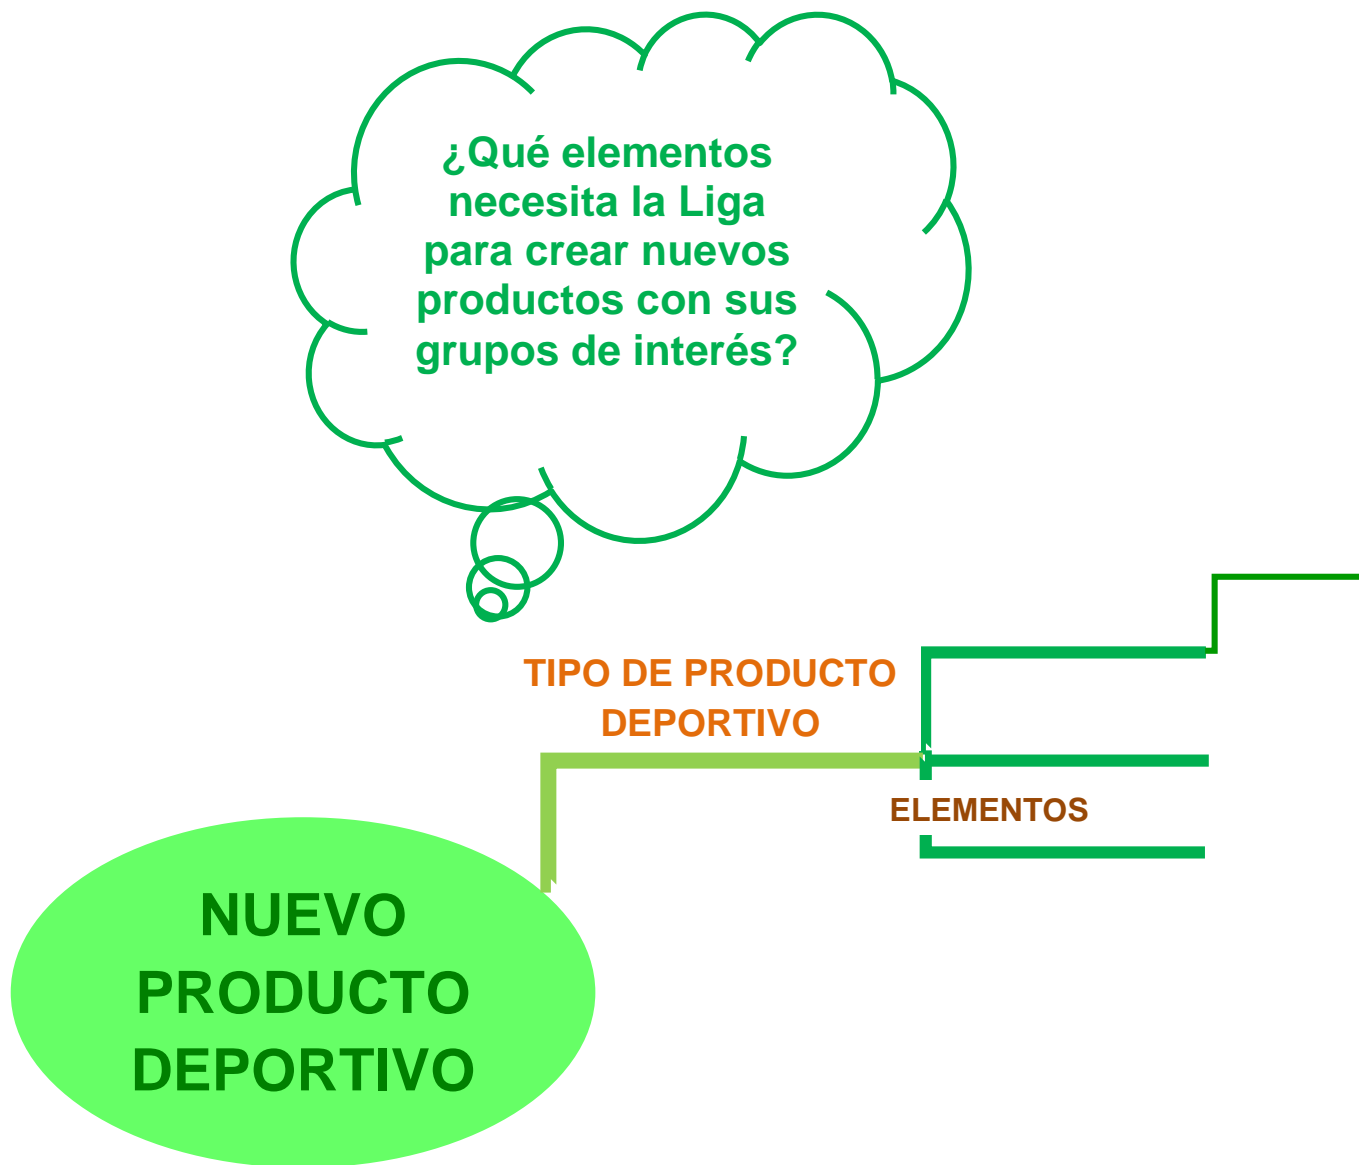 ¿Qué elementos
necesita la Liga
para crear nuevos
productos con sus
grupos de interés?
TIPO DE PRODUCTO
DEPORTIVO
ELEMENTOS
NUEVO
PRODUCTO
DEPORTIVO